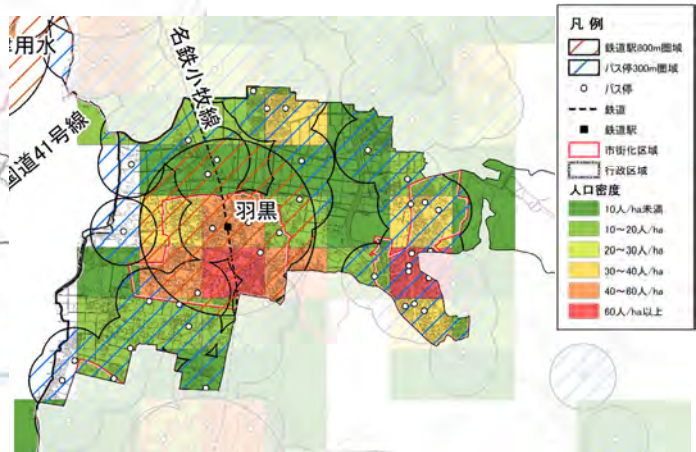 用水
名鉄小牧線
国道41号線
羽黒
凡 例
鉄道駅800m圏域
バス停300m圏域
バス停
鉄道
鉄道駅
市街化区域
行政区域
人口密度
10人/ha未満
10～20人/ha
20～30人/ha
30～40人/ha
40～60人/ha
60人/ha以上